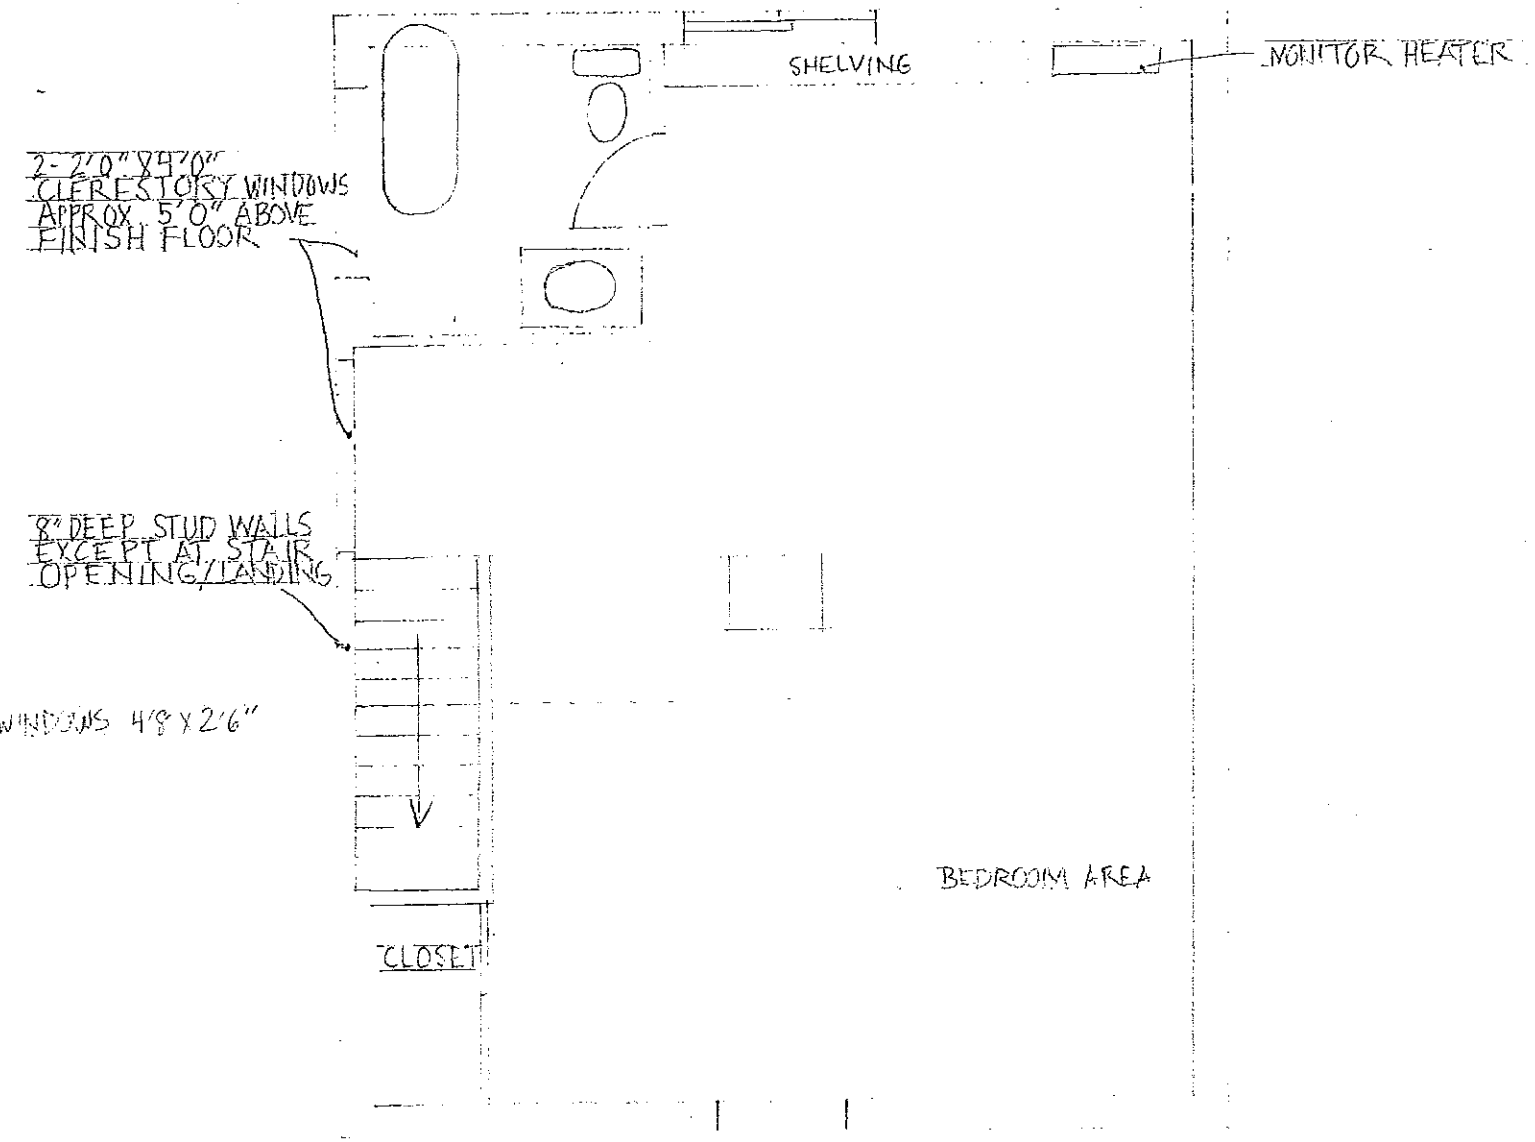 SHELVING
MONITOR HEATER
2- 2'0" X 4'0"
CLERESTORY WINDOWS
APPROX. 5'0" ABOVE
FINISH FLOOR
8" DEEP STUD WALLS
EXCEPT AT STAIR
OPENING/LANDING
WINDOWS 4'8 X 2'6"
BEDROOM AREA
CLOSET